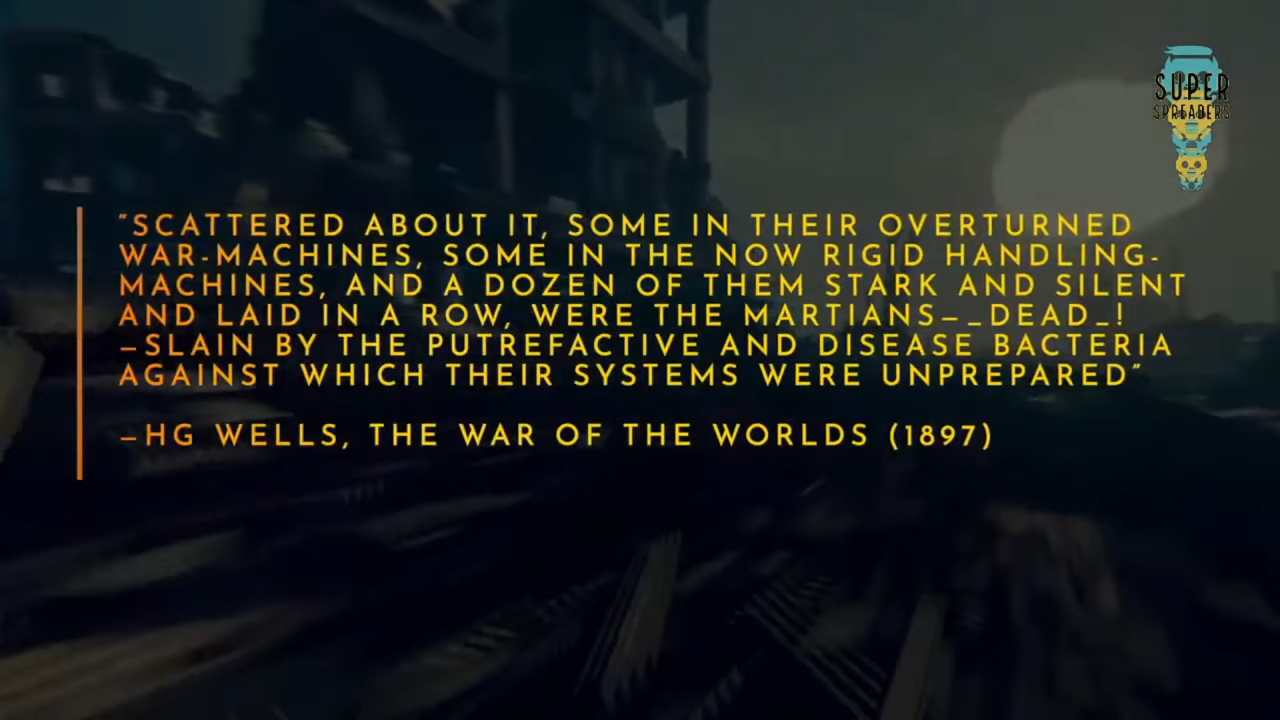 SUPER
SPREADERS
"SCATTERED ABOUT IT, SOME IN THEIR OVERTURNED
WAR-MACHINES, SOME IN THE NOW RIGID HANDLING-
MACHINES, AND A DOZEN OF THEM STARK AND SILENT
AND LAID IN A ROW, WERE THE MARTIANS—_DEAD_!
—SLAIN BY THE PUTREFACTIVE AND DISEASE BACTERIA
AGAINST WHICH THEIR SYSTEMS WERE UNPREPARED"
—HG WELLS, THE WAR OF THE WORLDS (1897)